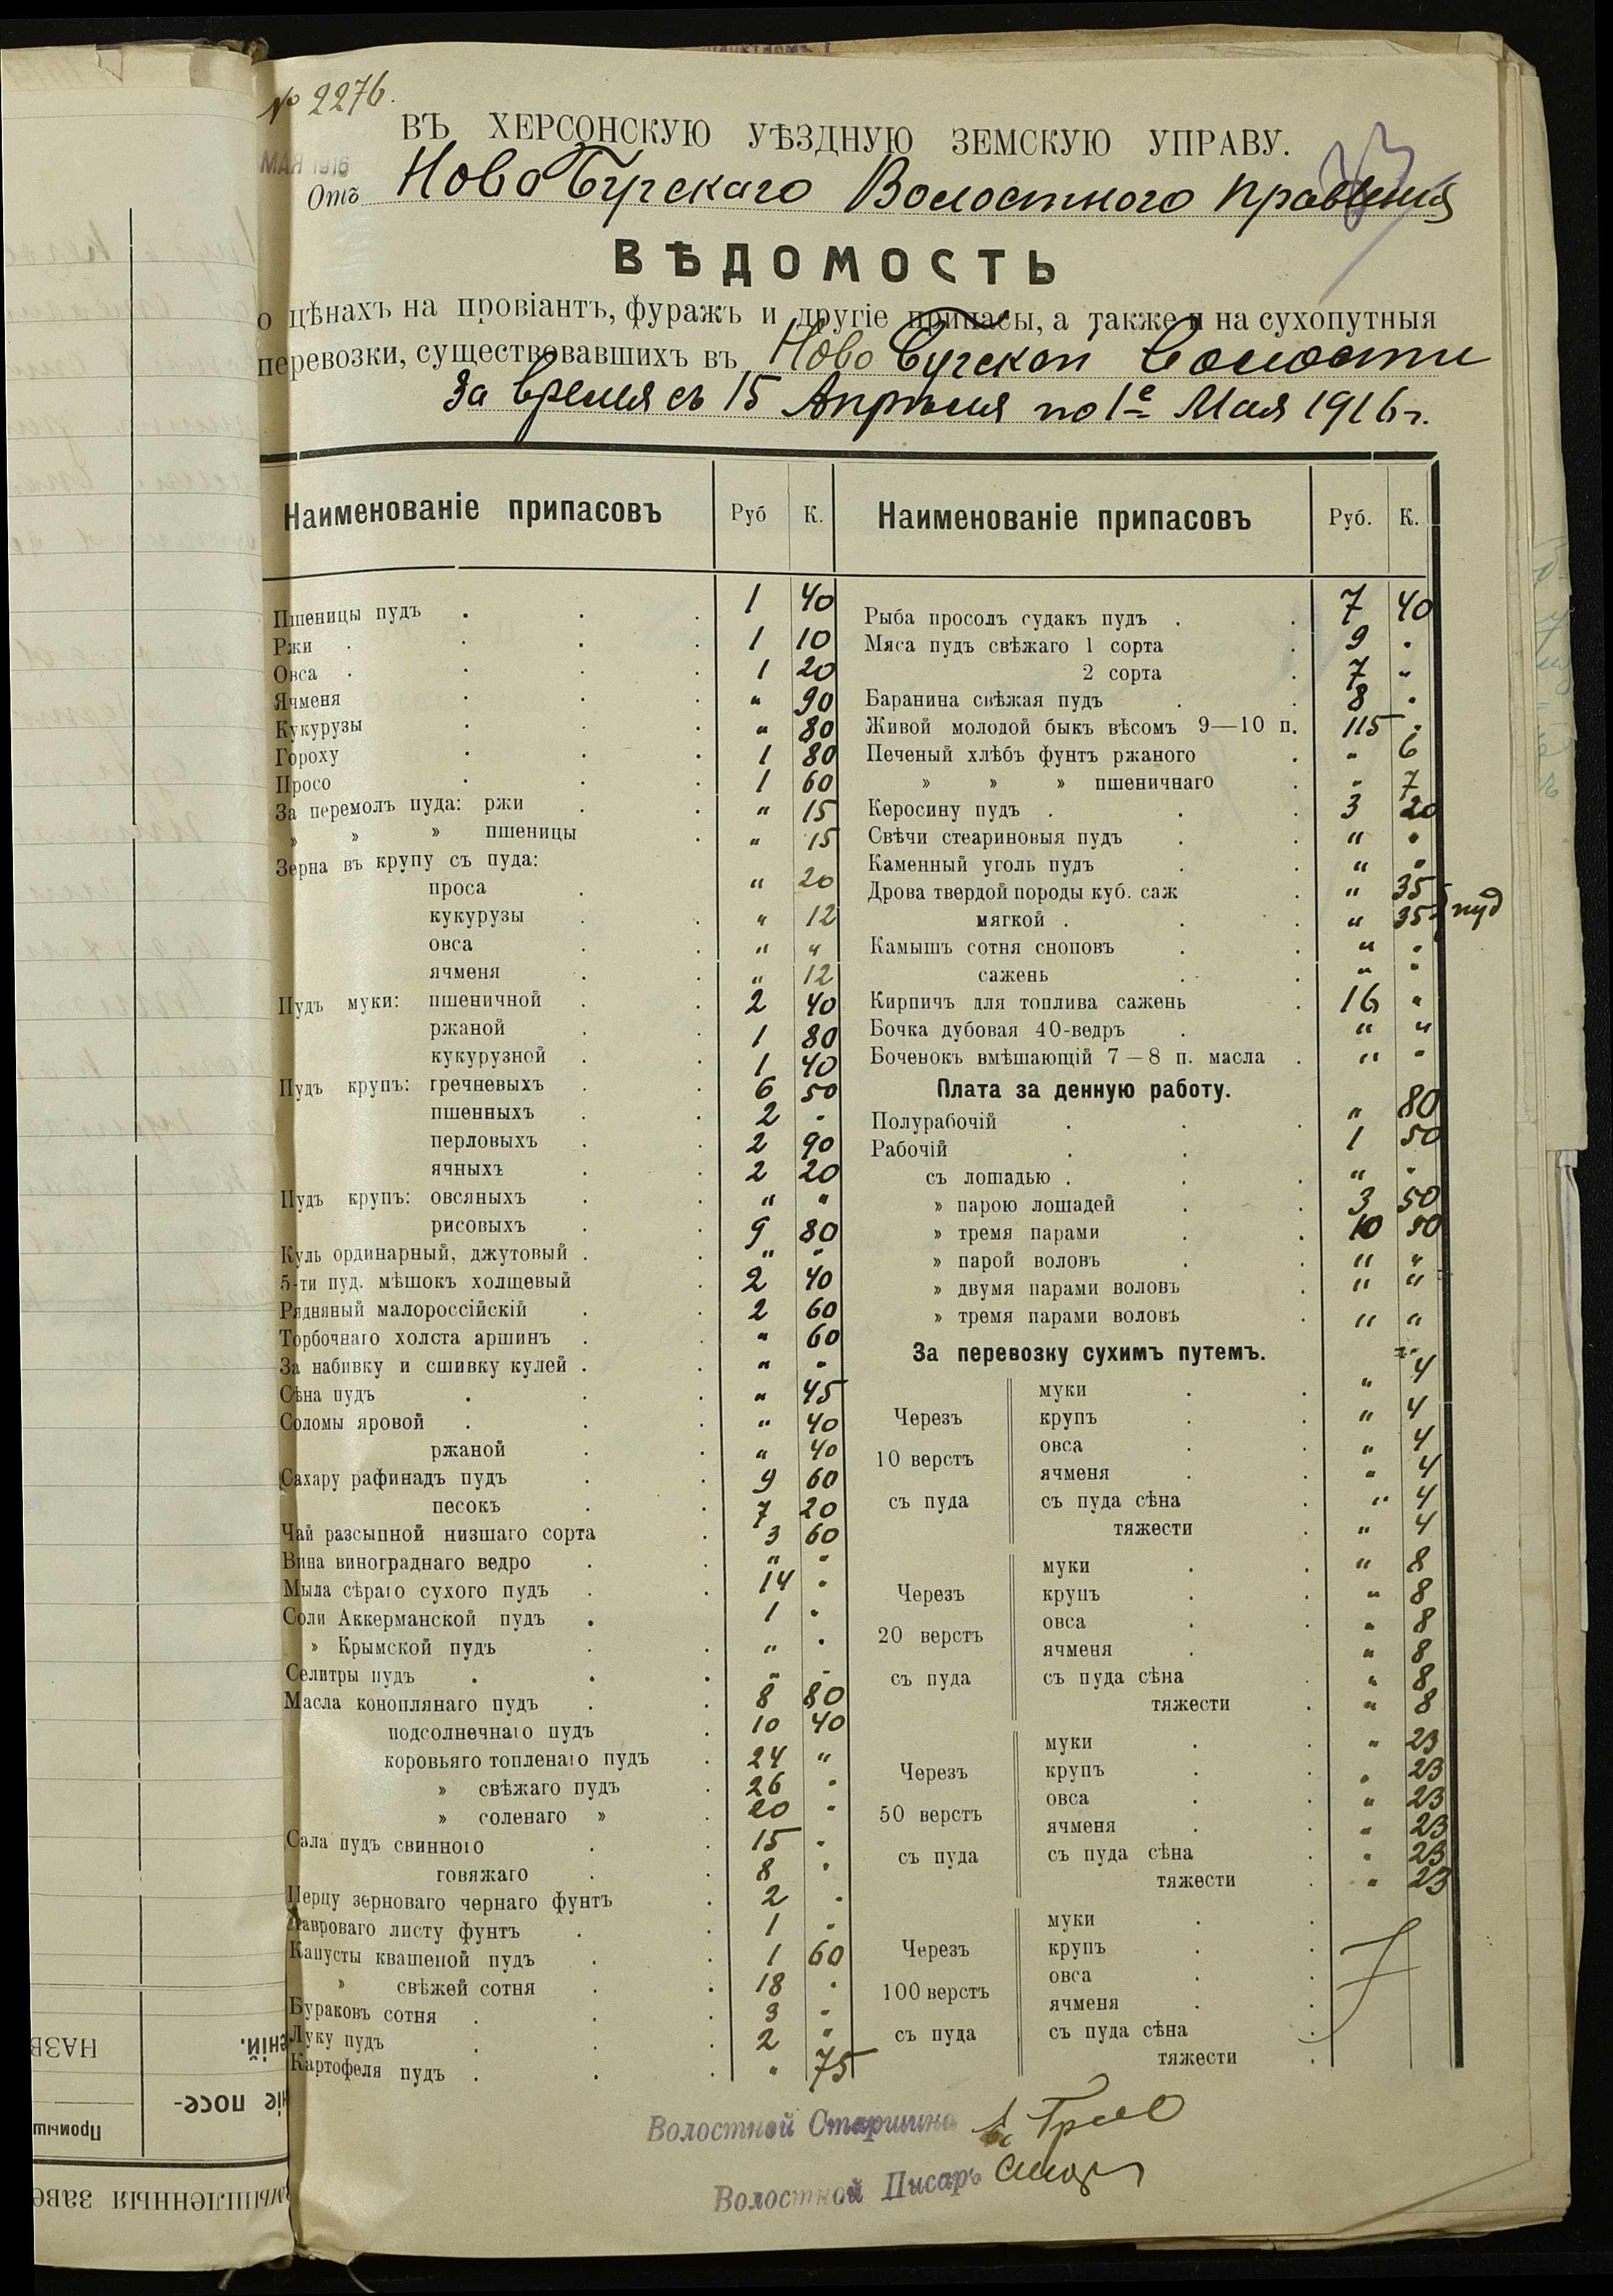 № 2276.
ВЪ ХЕРСОНСКУЮ УѢЗДНУЮ ЗЕМСКУЮ УПРАВУ.
МАЯ 1916
Отъ Ново Бугскаго Волостного Правленія
ВѢДОМОСТЬ
о цѣнахъ на провіантъ, фуражъ и другіе припасы, а также и на сухопутныя
перевозки, существовавшихъ въ Ново Бугской Волости
За время съ 15 Апрѣля по 1е Мая 1916 г.
Наименованіе припасовъ Руб К.
Пшеницы пудъ 1 40
Ржи 1 10
Овса 1 20
Ячменя " 90
Кукурузы " 80
Гороху 1 80
Просо 1 60
За перемолъ пуда: ржи " 15
» » » пшеницы " 15
Зерна въ крупу съ пуда:
проса " 20
кукурузы " 12
овса " "
ячменя " 12
Пудъ муки: пшеничной 2 40
ржаной 1 80
кукурузной 1 40
Пудъ крупъ: гречневыхъ 6 50
пшенныхъ 2 "
перловыхъ 2 90
ячныхъ 2 20
Пудъ крупъ: овсяныхъ " "
рисовыхъ 9 80
Куль ординарный, джутовый " "
5-ти пуд. мѣшокъ холщевый 2 40
Рядняный малороссійскій 2 60
Торбочнаго холста аршинъ " 60
За набивку и сшивку кулей " "
Сѣна пудъ " 45
Соломы яровой " 40
ржаной " 40
Сахару рафинадъ пудъ 9 60
песокъ 7 20
Чай разсыпной низшаго сорта 3 60
Вина винограднаго ведро " "
Мыла сѣраго сухого пудъ 14 "
Соли Аккерманской пудъ 1 "
» Крымской пудъ " "
Селитры пудъ " "
Масла коноплянаго пудъ 8 80
подсолнечнаго пудъ 10 40
коровьяго топленаго пудъ 24 "
» свѣжаго пудъ 26 "
» соленаго » 20 "
Сала пудъ свинного 15 "
говяжаго 8 "
Перцу зерноваго чернаго фунтъ 2 "
Лавроваго листу фунтъ 1 "
Капусты квашеной пудъ 1 60
» свѣжей сотня 18 "
Бураковъ сотня 3 "
Луку пудъ 2 "
Картофеля пудъ " 75
Наименованіе припасовъ Руб. К.
Рыба просолъ судакъ пудъ 7 40
Мяса пудъ свѣжаго 1 сорта 9 "
2 сорта 7 "
Баранина свѣжая пудъ 8 "
Живой молодой быкъ вѣсомъ 9—10 п. 115 "
Печеный хлѣбъ фунтъ ржаного " 6
» » » пшеничнаго " 7
Керосину пудъ 3 20
Свѣчи стеариновыя пудъ " "
Каменный уголь пудъ " "
Дрова твердой породы куб. саж " 35
мягкой " 35 } пуд
Камышъ сотня сноповъ " "
сажень " "
Кирпичъ для топлива сажень 16 "
Бочка дубовая 40-ведръ " "
Боченокъ вмѣшающій 7—8 п. масла " "
Плата за денную работу.
Полурабочій " 80
Рабочій 1 50
съ лошадью " "
» парою лошадей 3 50
» тремя парами 10 50
» парой воловъ " "
» двумя парами воловъ " "
» тремя парами воловъ " "
За перевозку сухимъ путемъ.
Через­ъ 10 верстъ съ пуда
муки " 4
крупъ " 4
овса " 4
ячменя " 4
съ пуда сѣна " 4
тяжести " 4
Черезъ 20 верстъ съ пуда
муки " 8
крупъ " 8
овса " 8
ячменя " 8
съ пуда сѣна " 8
тяжести " 8
Черезъ 50 верстъ съ пуда
муки " 23
крупъ " 23
овса " 23
ячменя " 23
съ пуда сѣна " 23
тяжести " 23
Черезъ 100 верстъ съ пуда
муки
крупъ
овса
ячменя
съ пуда сѣна
тяжести
Волостной Старшина
Волостной Писарь
НАЗВ
ній.
ніе посе-
Промыш
мышленныя заве